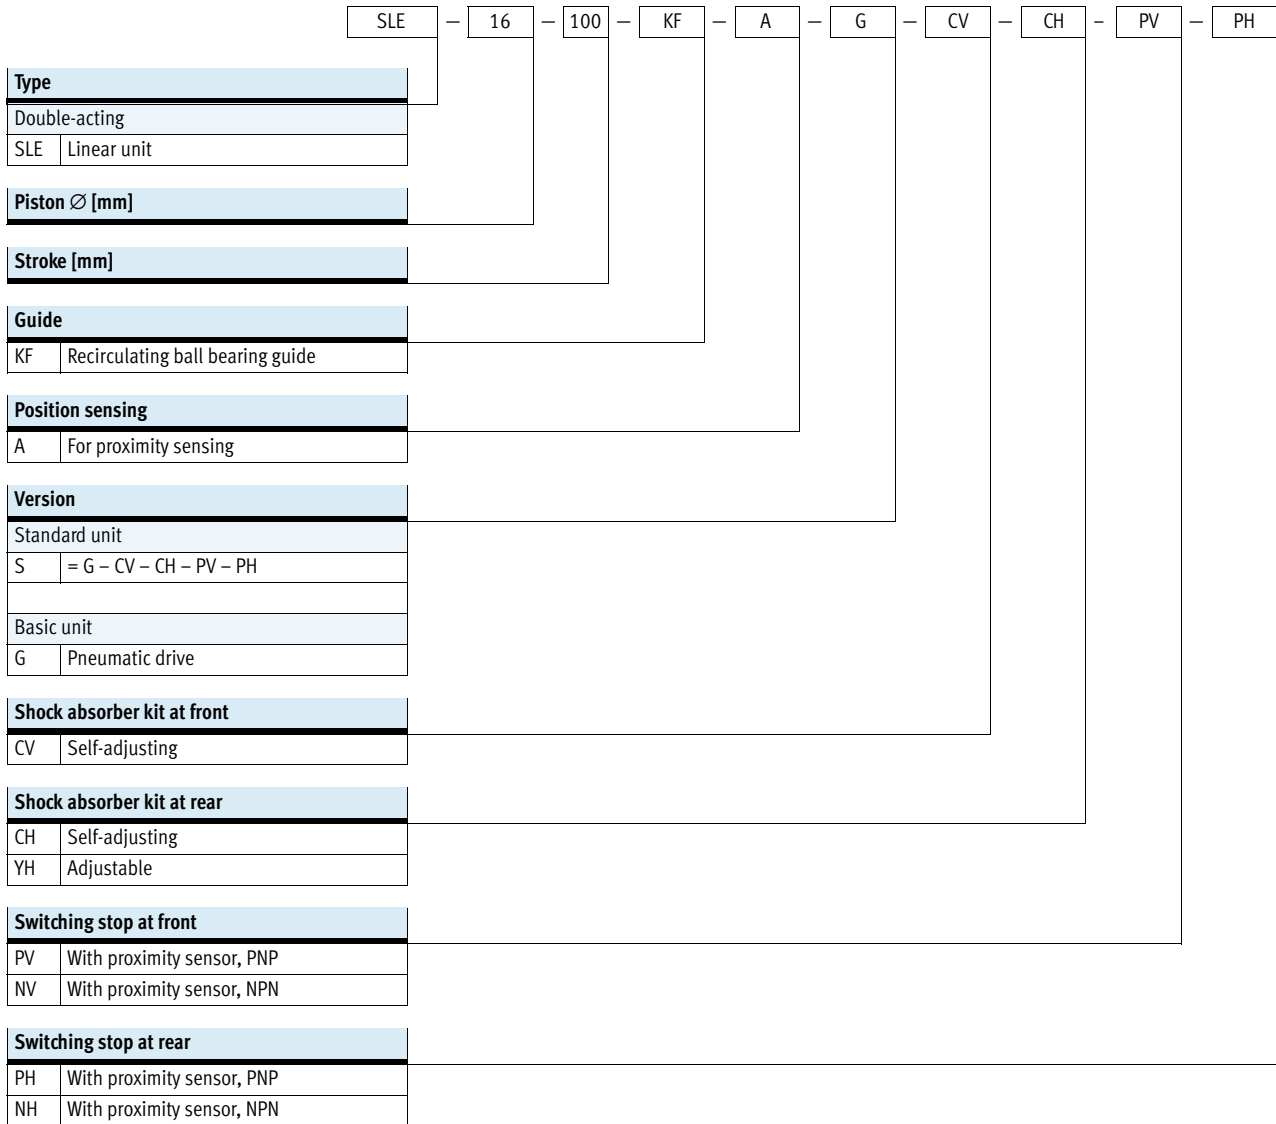 SLE – 16 – 100 – KF – A – G – CV – CH – PV – PH
Type
Double-acting
SLE Linear unit
Piston ∅ [mm]
Stroke [mm]
Guide
KF Recirculating ball bearing guide
Position sensing
A For proximity sensing
Version
Standard unit
S = G – CV – CH – PV – PH
Basic unit
G Pneumatic drive
Shock absorber kit at front
CV Self-adjusting
Shock absorber kit at rear
CH Self-adjusting
YH Adjustable
Switching stop at front
PV With proximity sensor, PNP
NV With proximity sensor, NPN
Switching stop at rear
PH With proximity sensor, PNP
NH With proximity sensor, NPN